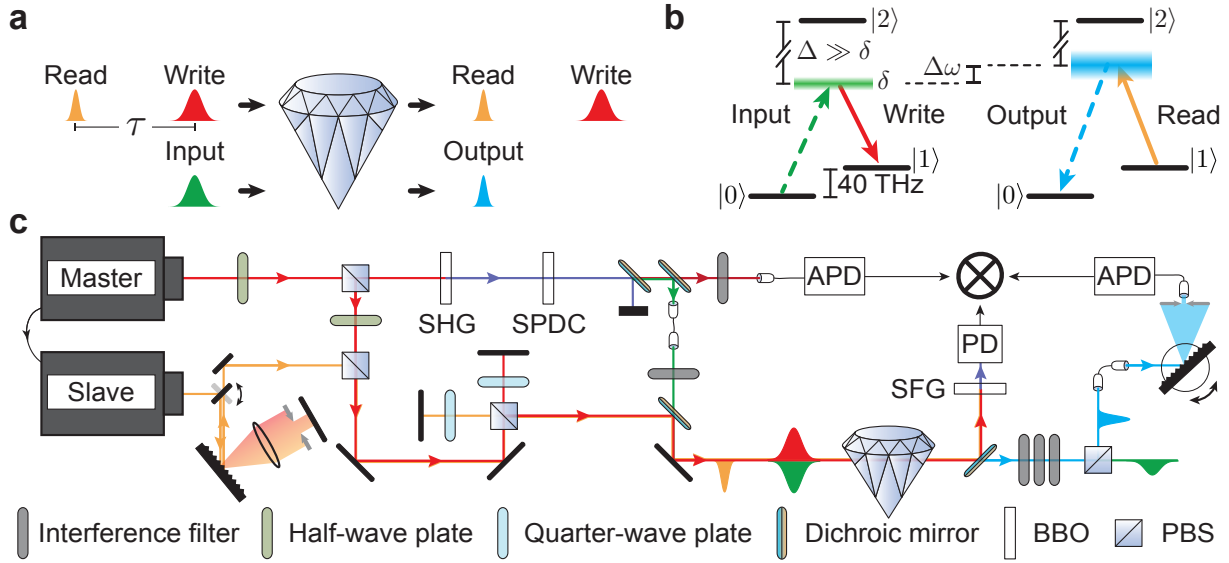 a
Read Write
τ
Input
Read Write
Output
b
|2⟩
Δ ≫ δ
δ
Δω
Input
Write
|1⟩
40 THz
|0⟩
|2⟩
Output
Read
|1⟩
|0⟩
c
Master
Slave
SHG
SPDC
APD
APD
PD
SFG
Interference filter
Half-wave plate
Quarter-wave plate
Dichroic mirror
BBO
PBS